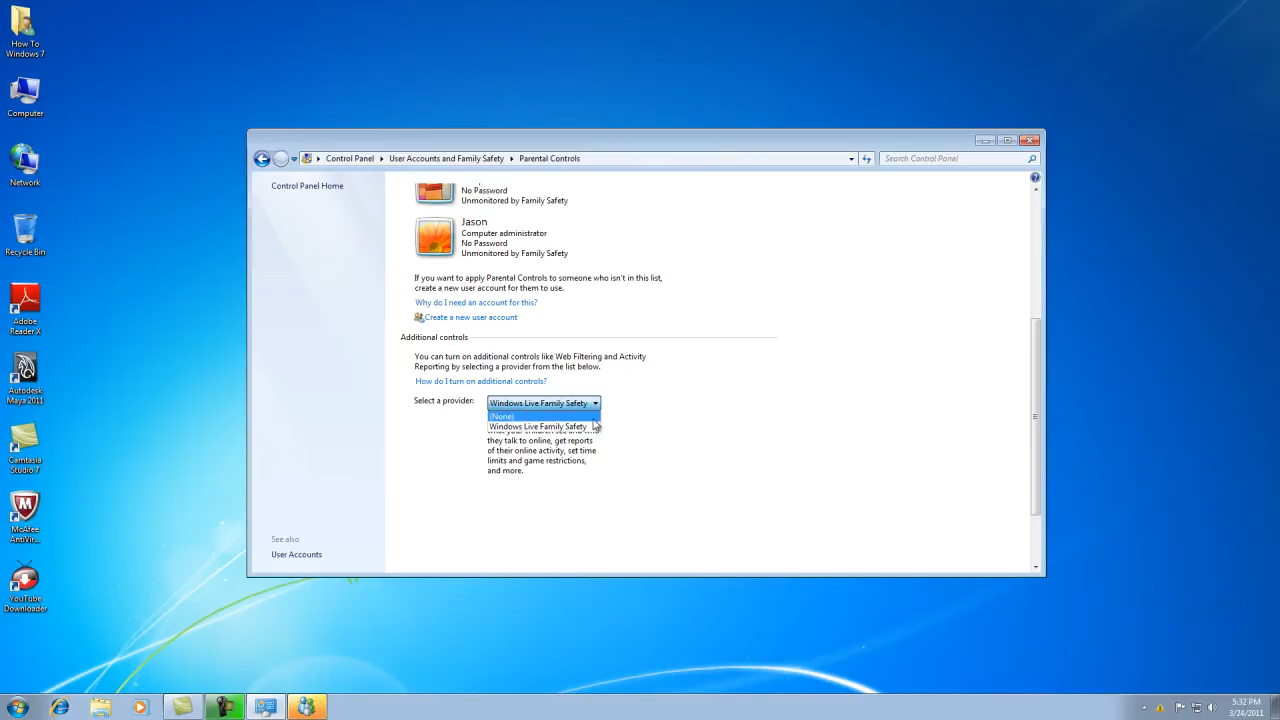 How To
Windows 7
Computer
Network
Recycle Bin
Adobe
Reader X
Autodesk
Maya 2011
Camtasia
Studio 7
McAfee
AntiVir...
YouTube
Downloader
Control Panel
User Accounts and Family Safety
Parental Controls
Search Control Panel
Control Panel Home
No Password
Unmonitored by Family Safety
Jason
Computer administrator
No Password
Unmonitored by Family Safety
If you want to apply Parental Controls to someone who isn't in this list,
create a new user account for them to use.
Why do I need an account for this?
Create a new user account
Additional controls
You can turn on additional controls like Web Filtering and Activity
Reporting by selecting a provider from the list below.
How do I turn on additional controls?
Select a provider:
Windows Live Family Safety
(None)
Windows Live Family Safety
they talk to online, get reports
of their online activity, set time
limits and game restrictions,
and more.
See also
User Accounts
5:32 PM
3/24/2011